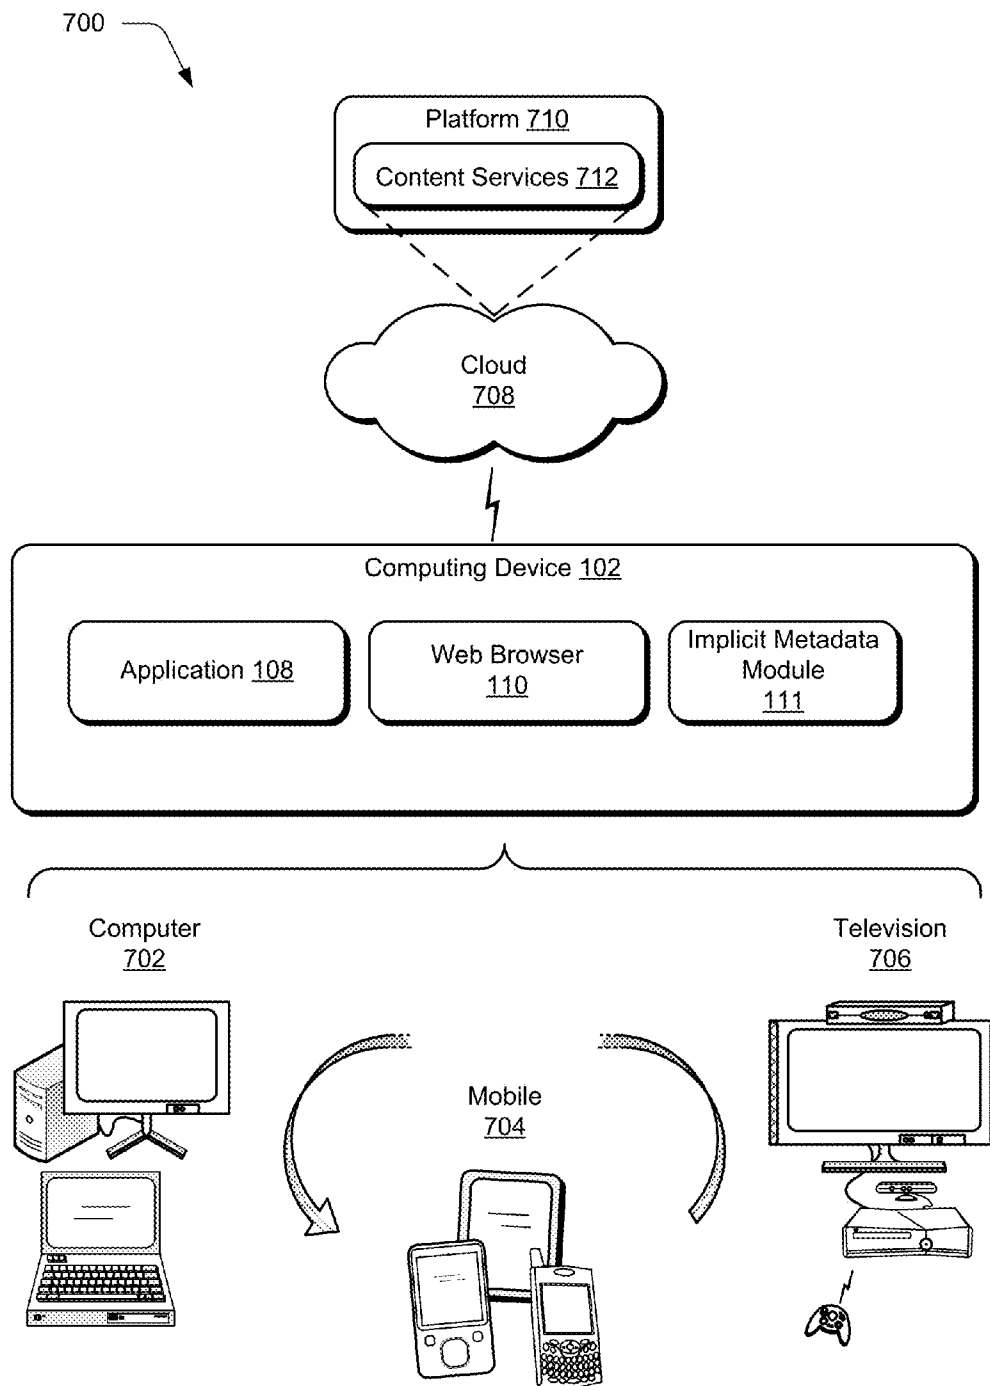 700
Platform 710
Content Services 712
Cloud
708
Computing Device 102
Application 108
Web Browser
110
Implicit Metadata
Module
111
Computer
702
Television
706
Mobile
704